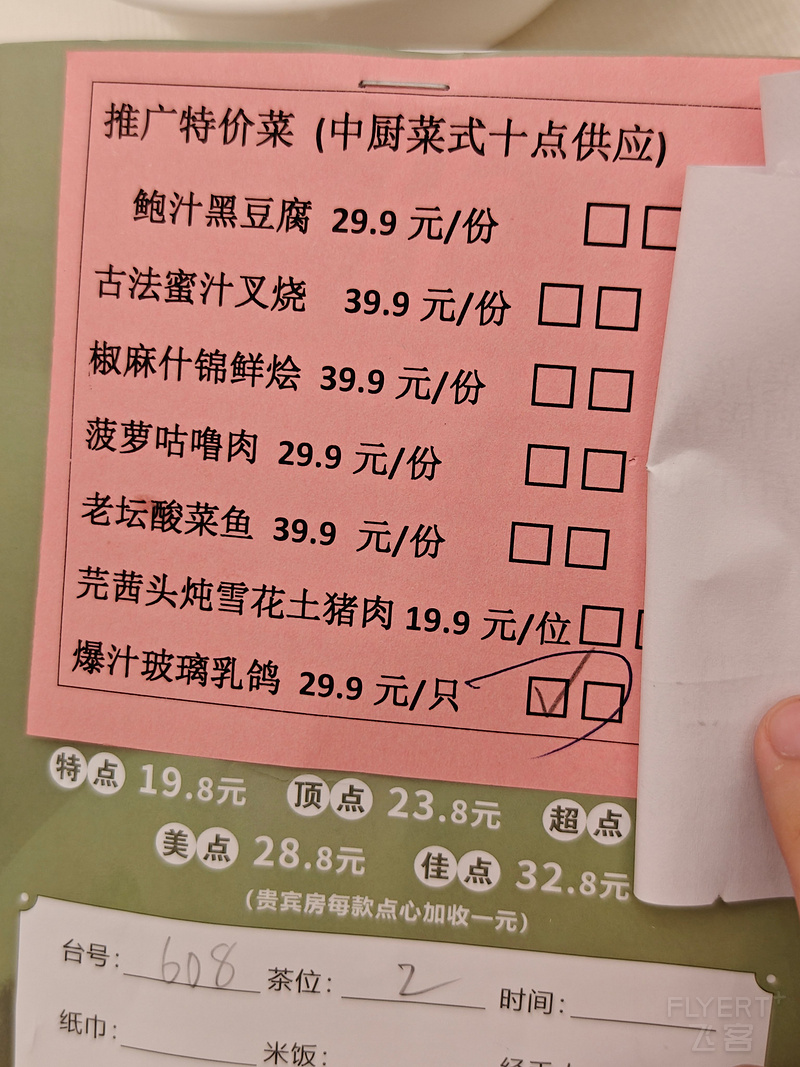 推广特价菜 (中厨菜式十点供应)
鲍汁黑豆腐 29.9 元/份 □□
古法蜜汁叉烧 39.9 元/份 □□
椒麻什锦鲜烩 39.9 元/份 □□
菠萝咕噜肉 29.9 元/份 □□
老坛酸菜鱼 39.9 元/份 □□
芫茜头炖雪花土猪肉 19.9 元/位 □□
爆汁玻璃乳鸽 29.9 元/只 ☑□
特点 19.8元 顶点 23.8元 超点
美点 28.8元 佳点 32.8元
(贵宾房每款点心加收一元)
台号: 608 茶位: 2 时间:
纸巾: 米饭:
FLYERT+
飞客